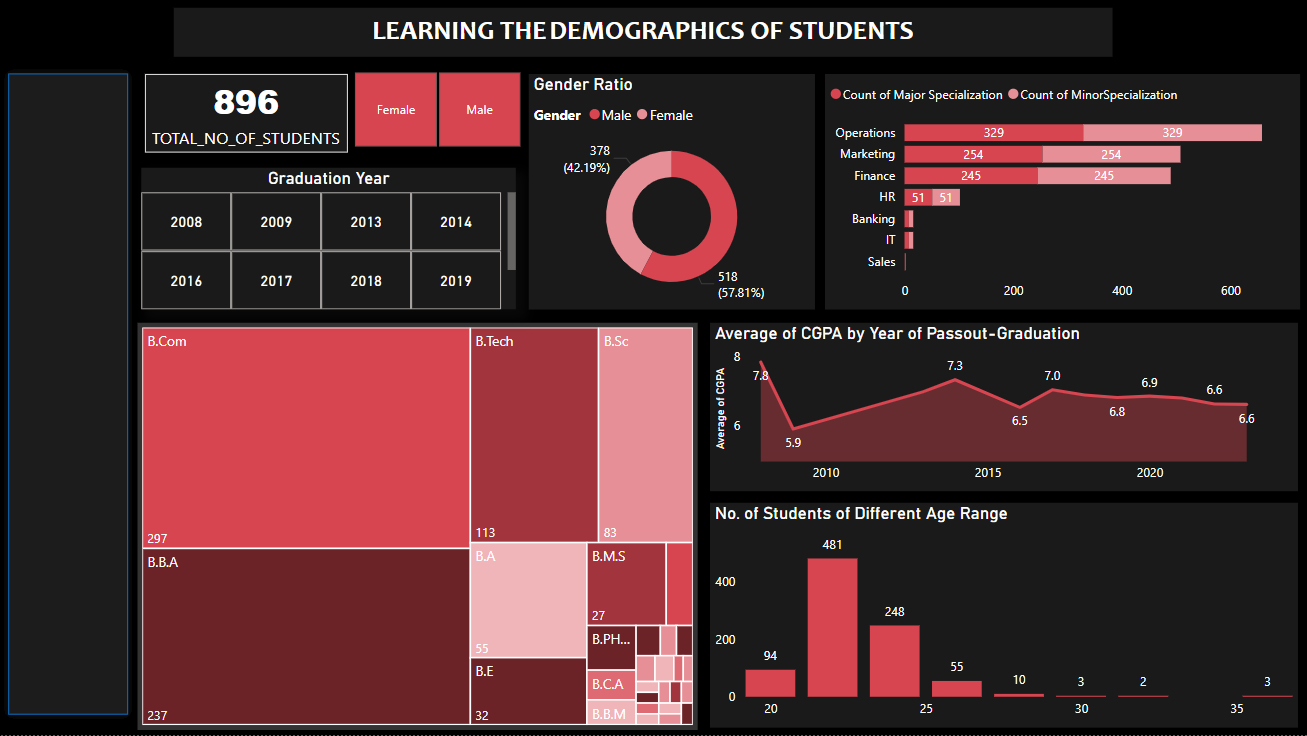 LEARNING THE DEMOGRAPHICS OF STUDENTS
896
TOTAL_NO_OF_STUDENTS
Female
Male
Graduation Year
2008 2009 2013 2014
2016 2017 2018 2019
Gender Ratio
Gender Male Female
378
(42.19%)
518
(57.81%)
Count of Major Specialization Count of MinorSpecialization
Operations 329 329
Marketing 254 254
Finance 245 245
HR 51 51
Banking
IT
Sales
0 200 400 600
B.Com
297
B.B.A
237
B.Tech
113
B.Sc
83
B.A
55
B.E
32
B.M.S
27
B.PH...
B.C.A
B.B.M
Average of CGPA by Year of Passout-Graduation
Average of CGPA
8
6
7.8
5.9
7.3
6.5
7.0
6.8
6.9
6.6
6.6
2010 2015 2020
No. of Students of Different Age Range
400
200
0
94
481
248
55
10
3
2
3
20 25 30 35